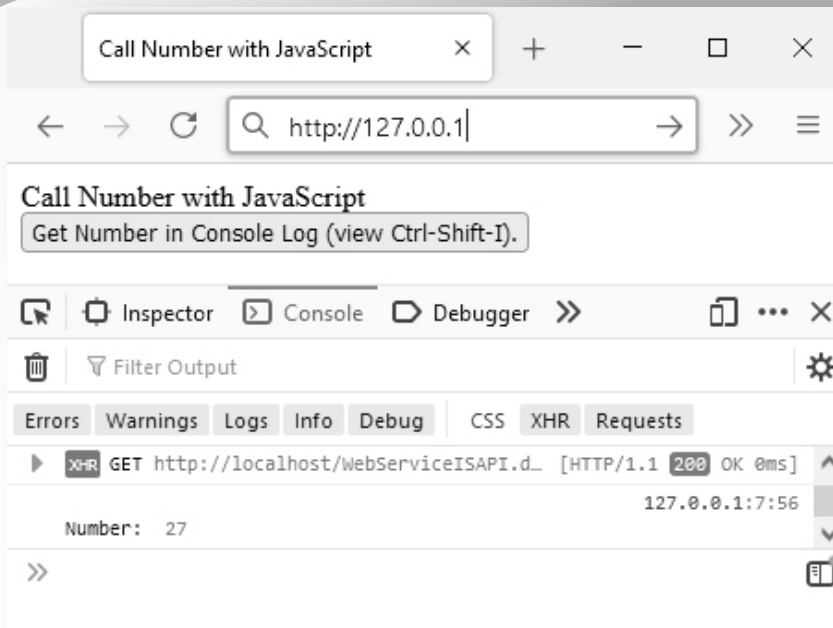 Call Number with JavaScript
http://127.0.0.1
Call Number with JavaScript
Get Number in Console Log (view Ctrl-Shift-I).
Inspector Console Debugger
Filter Output
Errors Warnings Logs Info Debug CSS XHR Requests
XHR GET http://localhost/WebServiceISAPI.d… [HTTP/1.1 200 OK 0ms]
127.0.0.1:7:56
Number: 27